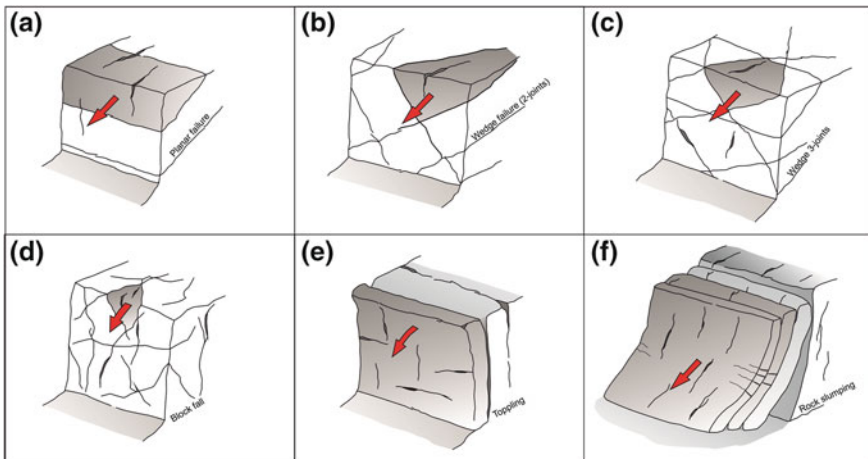 (a)
Planar failure
(b)
Wedge failure (2-joints)
(c)
Wedge 3-joints
(d)
Block fall
(e)
Toppling
(f)
Rock slumping